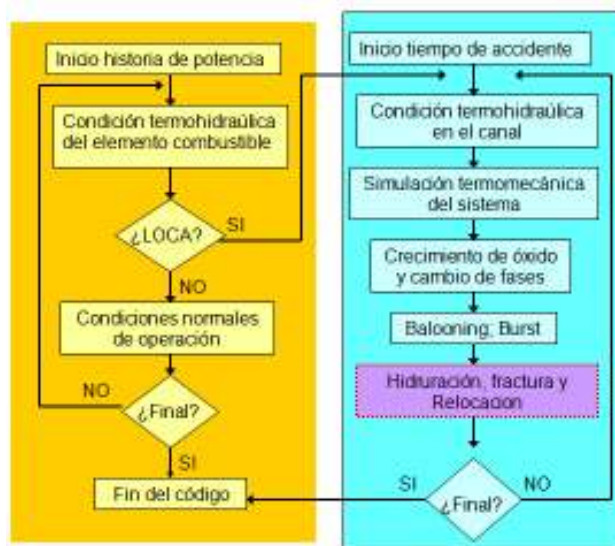 Inicio historia de potencia
Condición termohidraúlica
del elemento combustible
¿LOCA?
SI
NO
Condiciones normales
de operación
NO
¿Final?
SI
Fin del código
Inicio tiempo de accidente
Condición termohidraúlica
en el canal
Simulación termomecánica
del sistema
Crecimiento de óxido
y cambio de fases
Balooning; Burst
Hidruración, fractura y
Relocacion
SI
NO
¿Final?